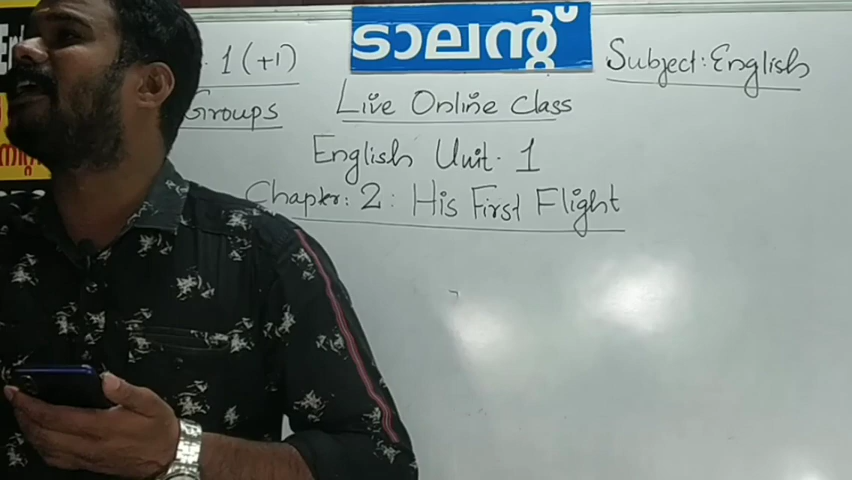 ടാലന്റ്
1 (+1)
Subject: English
Groups
Live Online Class
English Unit. 1
Chapter: 2: His First Flight